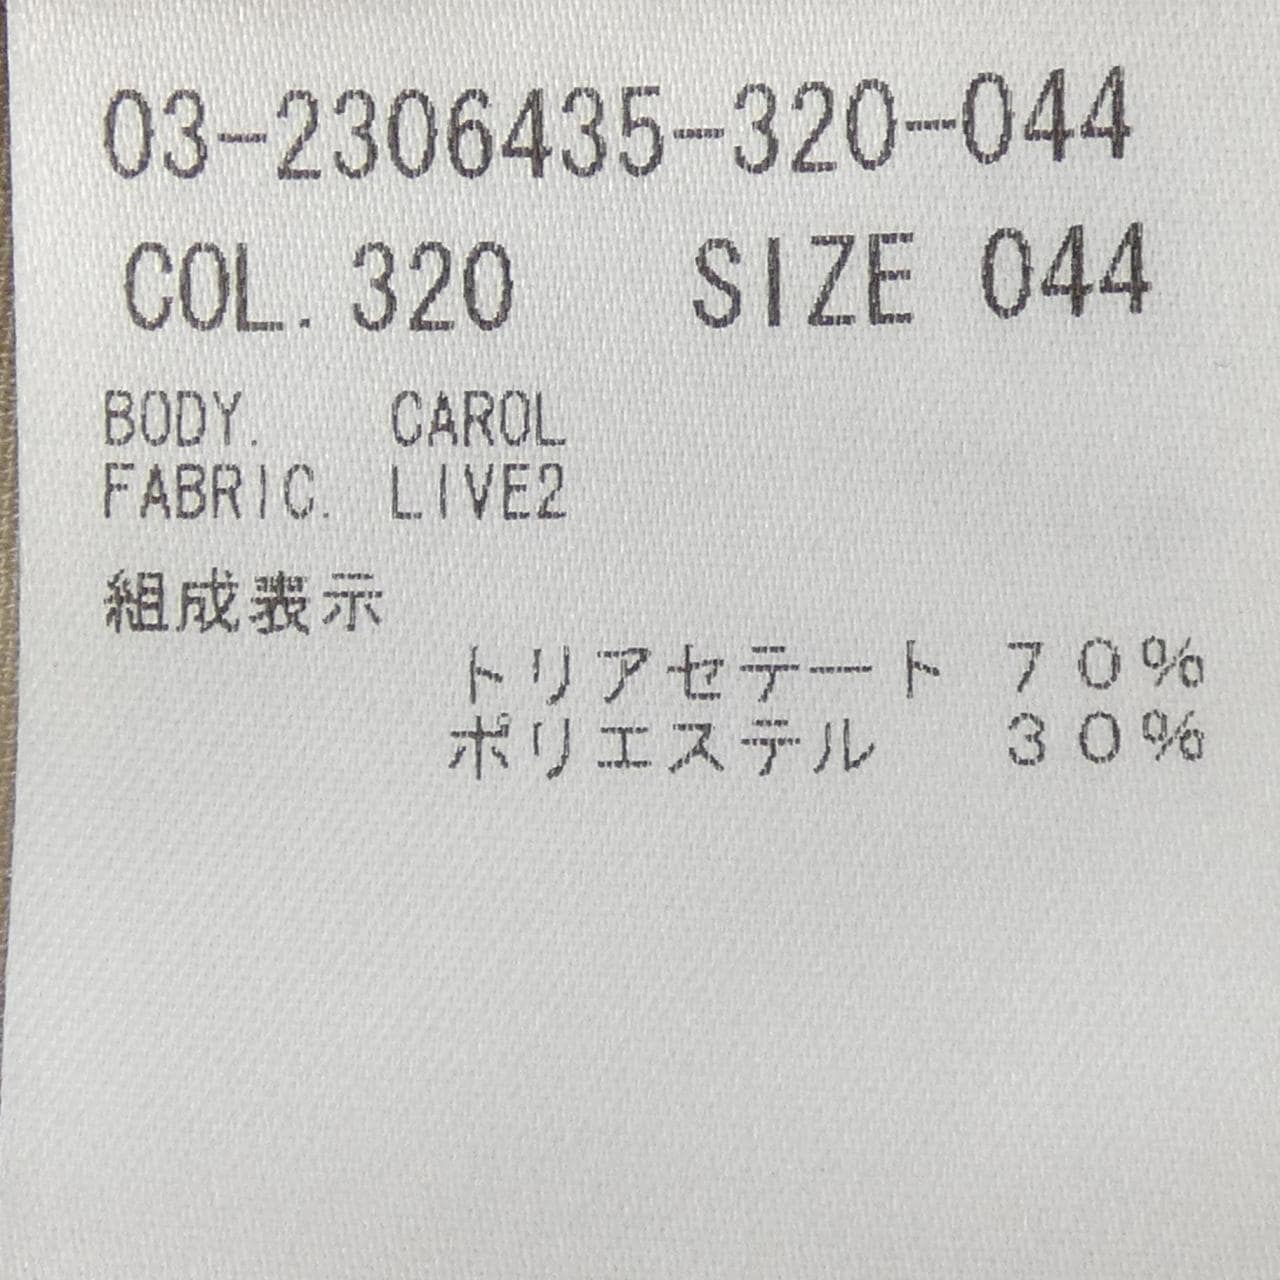 03-2306435-320-044
COL. 320 SIZE 044
BODY. CAROL
FABRIC. LIVE2
組成表示
トリアセテート 70%
ポリエステル 30%